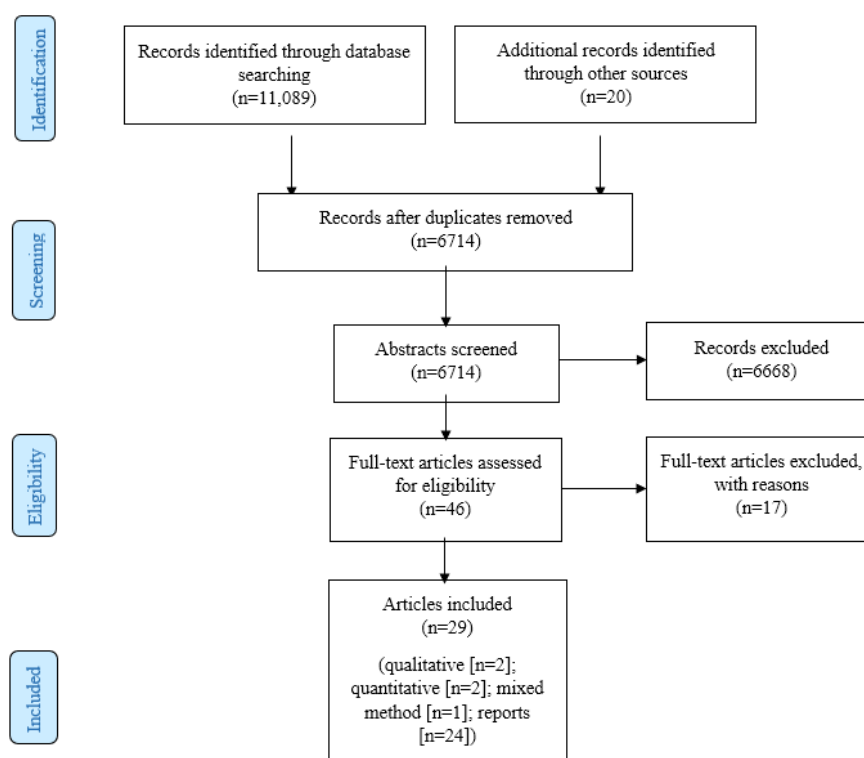 Identification
Records identified through database
searching
(n=11,089)
Additional records identified
through other sources
(n=20)
Screening
Records after duplicates removed
(n=6714)
Abstracts screened
(n=6714)
Records excluded
(n=6668)
Eligibility
Full-text articles assessed
for eligibility
(n=46)
Full-text articles excluded,
with reasons
(n=17)
Included
Articles included
(n=29)
(qualitative [n=2];
quantitative [n=2]; mixed
method [n=1]; reports
[n=24])